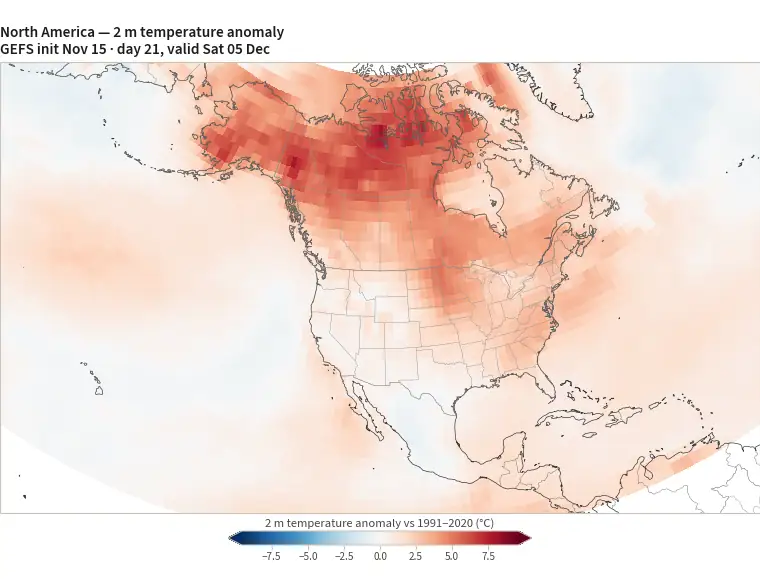 North America — 2 m temperature anomaly
GEFS init Nov 15 · day 21, valid Sat 05 Dec
2 m temperature anomaly vs 1991–2020 (°C)
−7.5 −5.0 −2.5 0.0 2.5 5.0 7.5